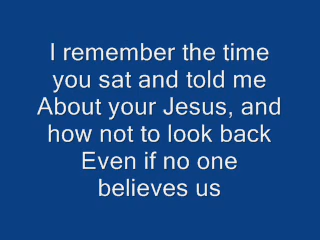 I remember the time
you sat and told me
About your Jesus, and
how not to look back
Even if no one
believes us